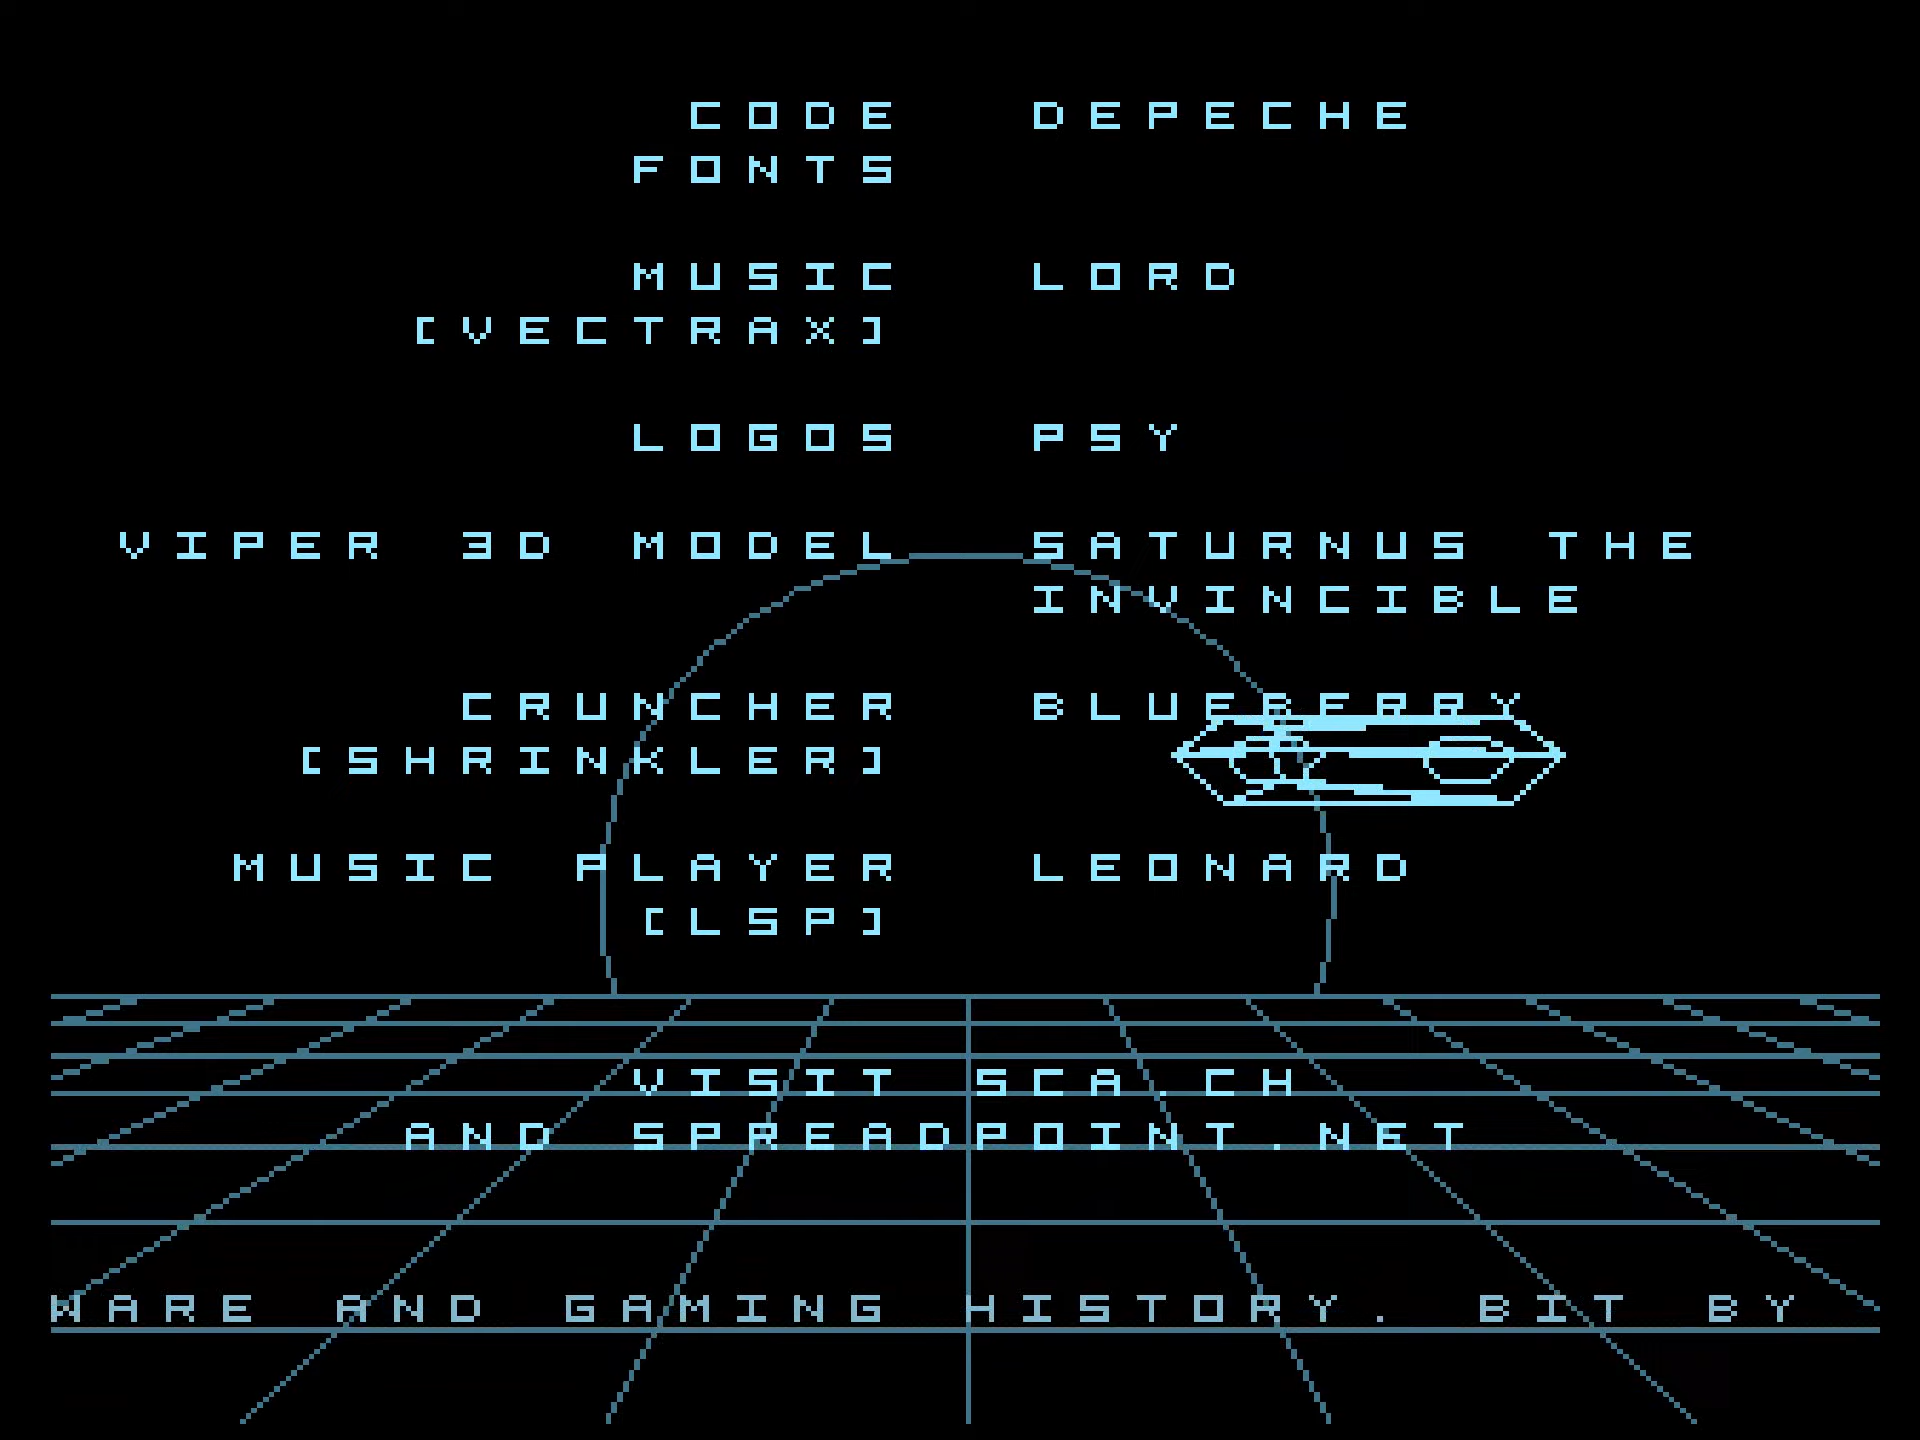 CODE DEPECHE
FONTS
MUSIC LORD
[VECTRAX]
LOGOS PSY
VIPER 3D MODEL SATURNUS THE
INVINCIBLE
CRUNCHER BLUEBERRY
[SHRINKLER]
MUSIC PLAYER LEONARD
[LSP]
VISIT SCA.CH
AND SPREADPOINT.NET
WARE AND GAMING HISTORY. BIT BY